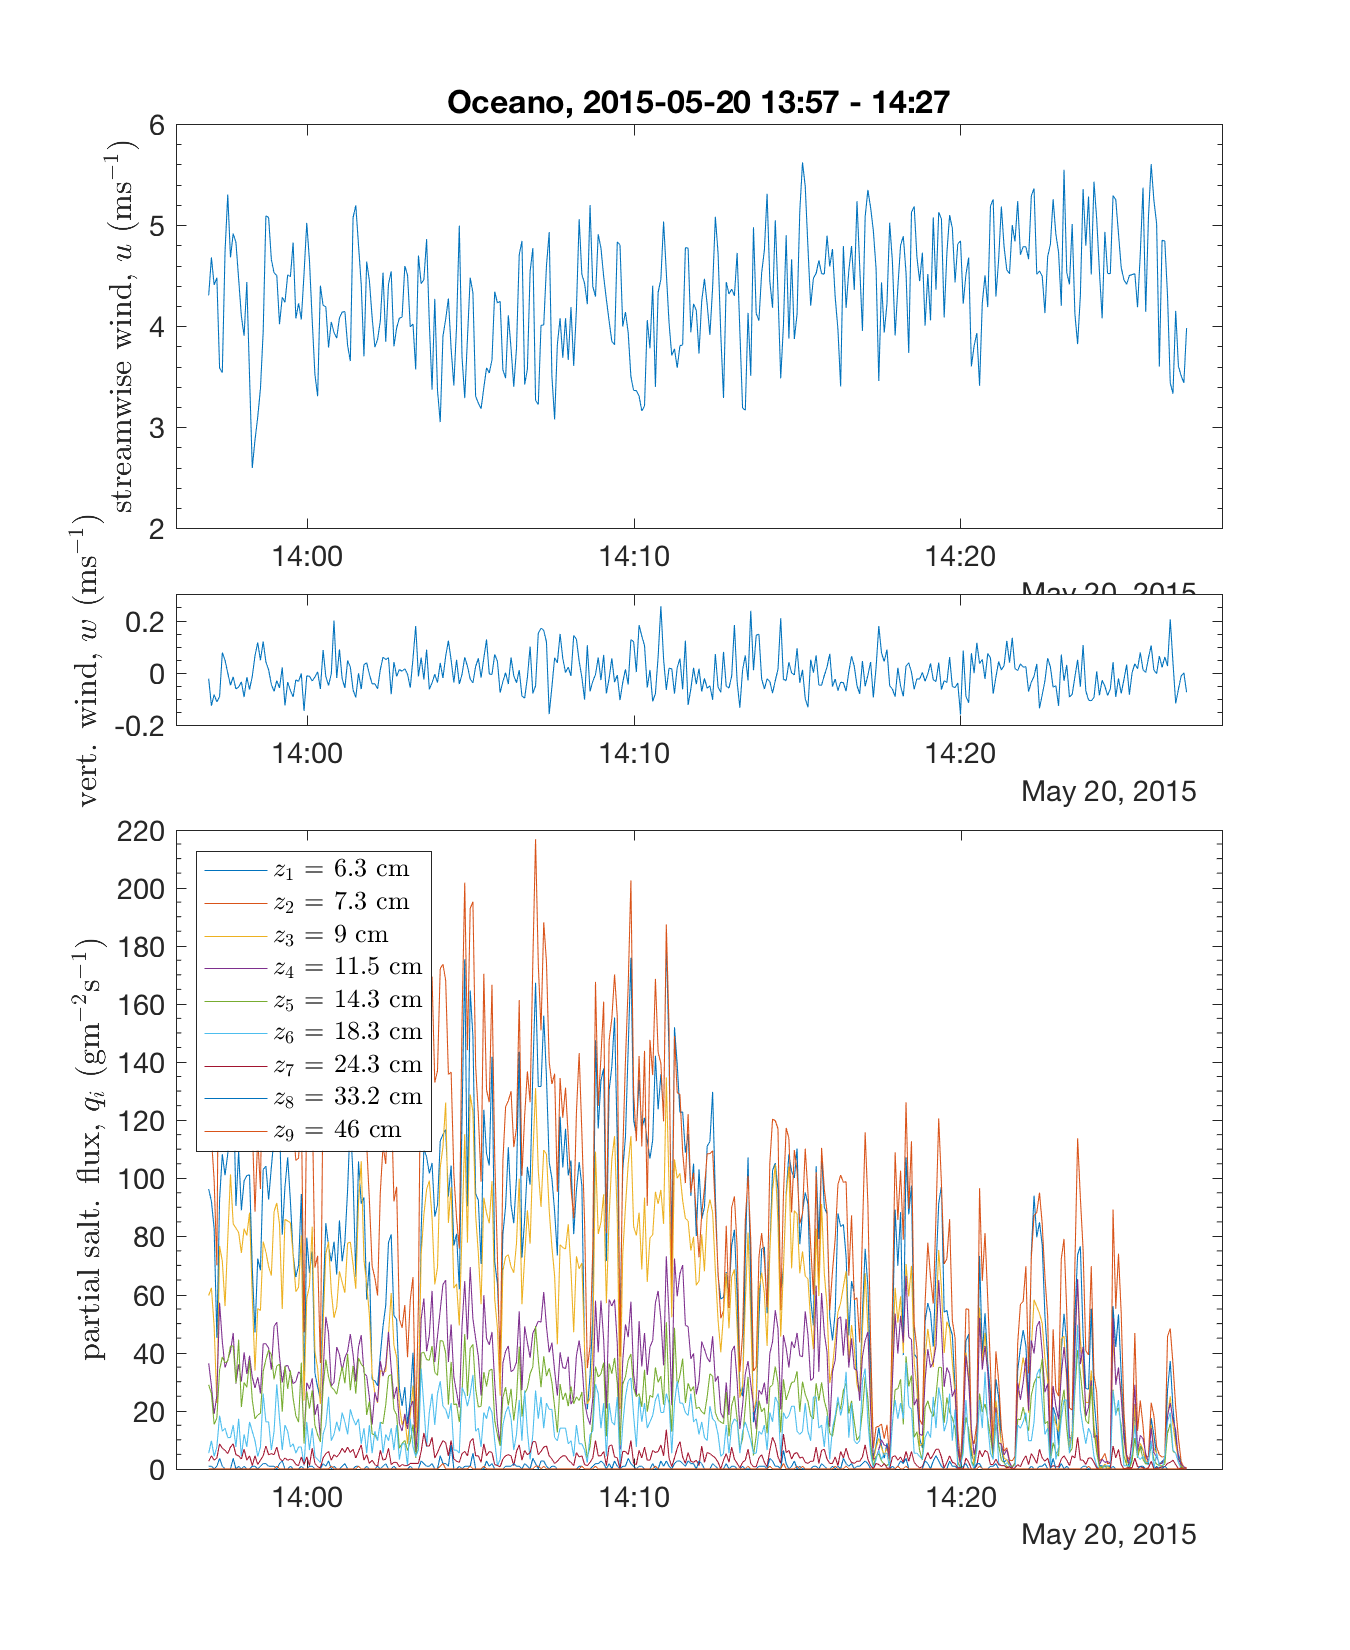 Oceano, 2015-05-20 13:57 - 14:27
streamwise wind, u (ms⁻¹)
6
5
4
3
2
14:00 14:10 14:20
May 20, 2015
vert. wind, w (ms⁻¹)
0.2
0
-0.2
14:00 14:10 14:20
May 20, 2015
partial salt. flux, qᵢ (gm⁻²s⁻¹)
220
200
180
160
140
120
100
80
60
40
20
0
z₁ = 6.3 cm
z₂ = 7.3 cm
z₃ = 9 cm
z₄ = 11.5 cm
z₅ = 14.3 cm
z₆ = 18.3 cm
z₇ = 24.3 cm
z₈ = 33.2 cm
z₉ = 46 cm
14:00 14:10 14:20
May 20, 2015